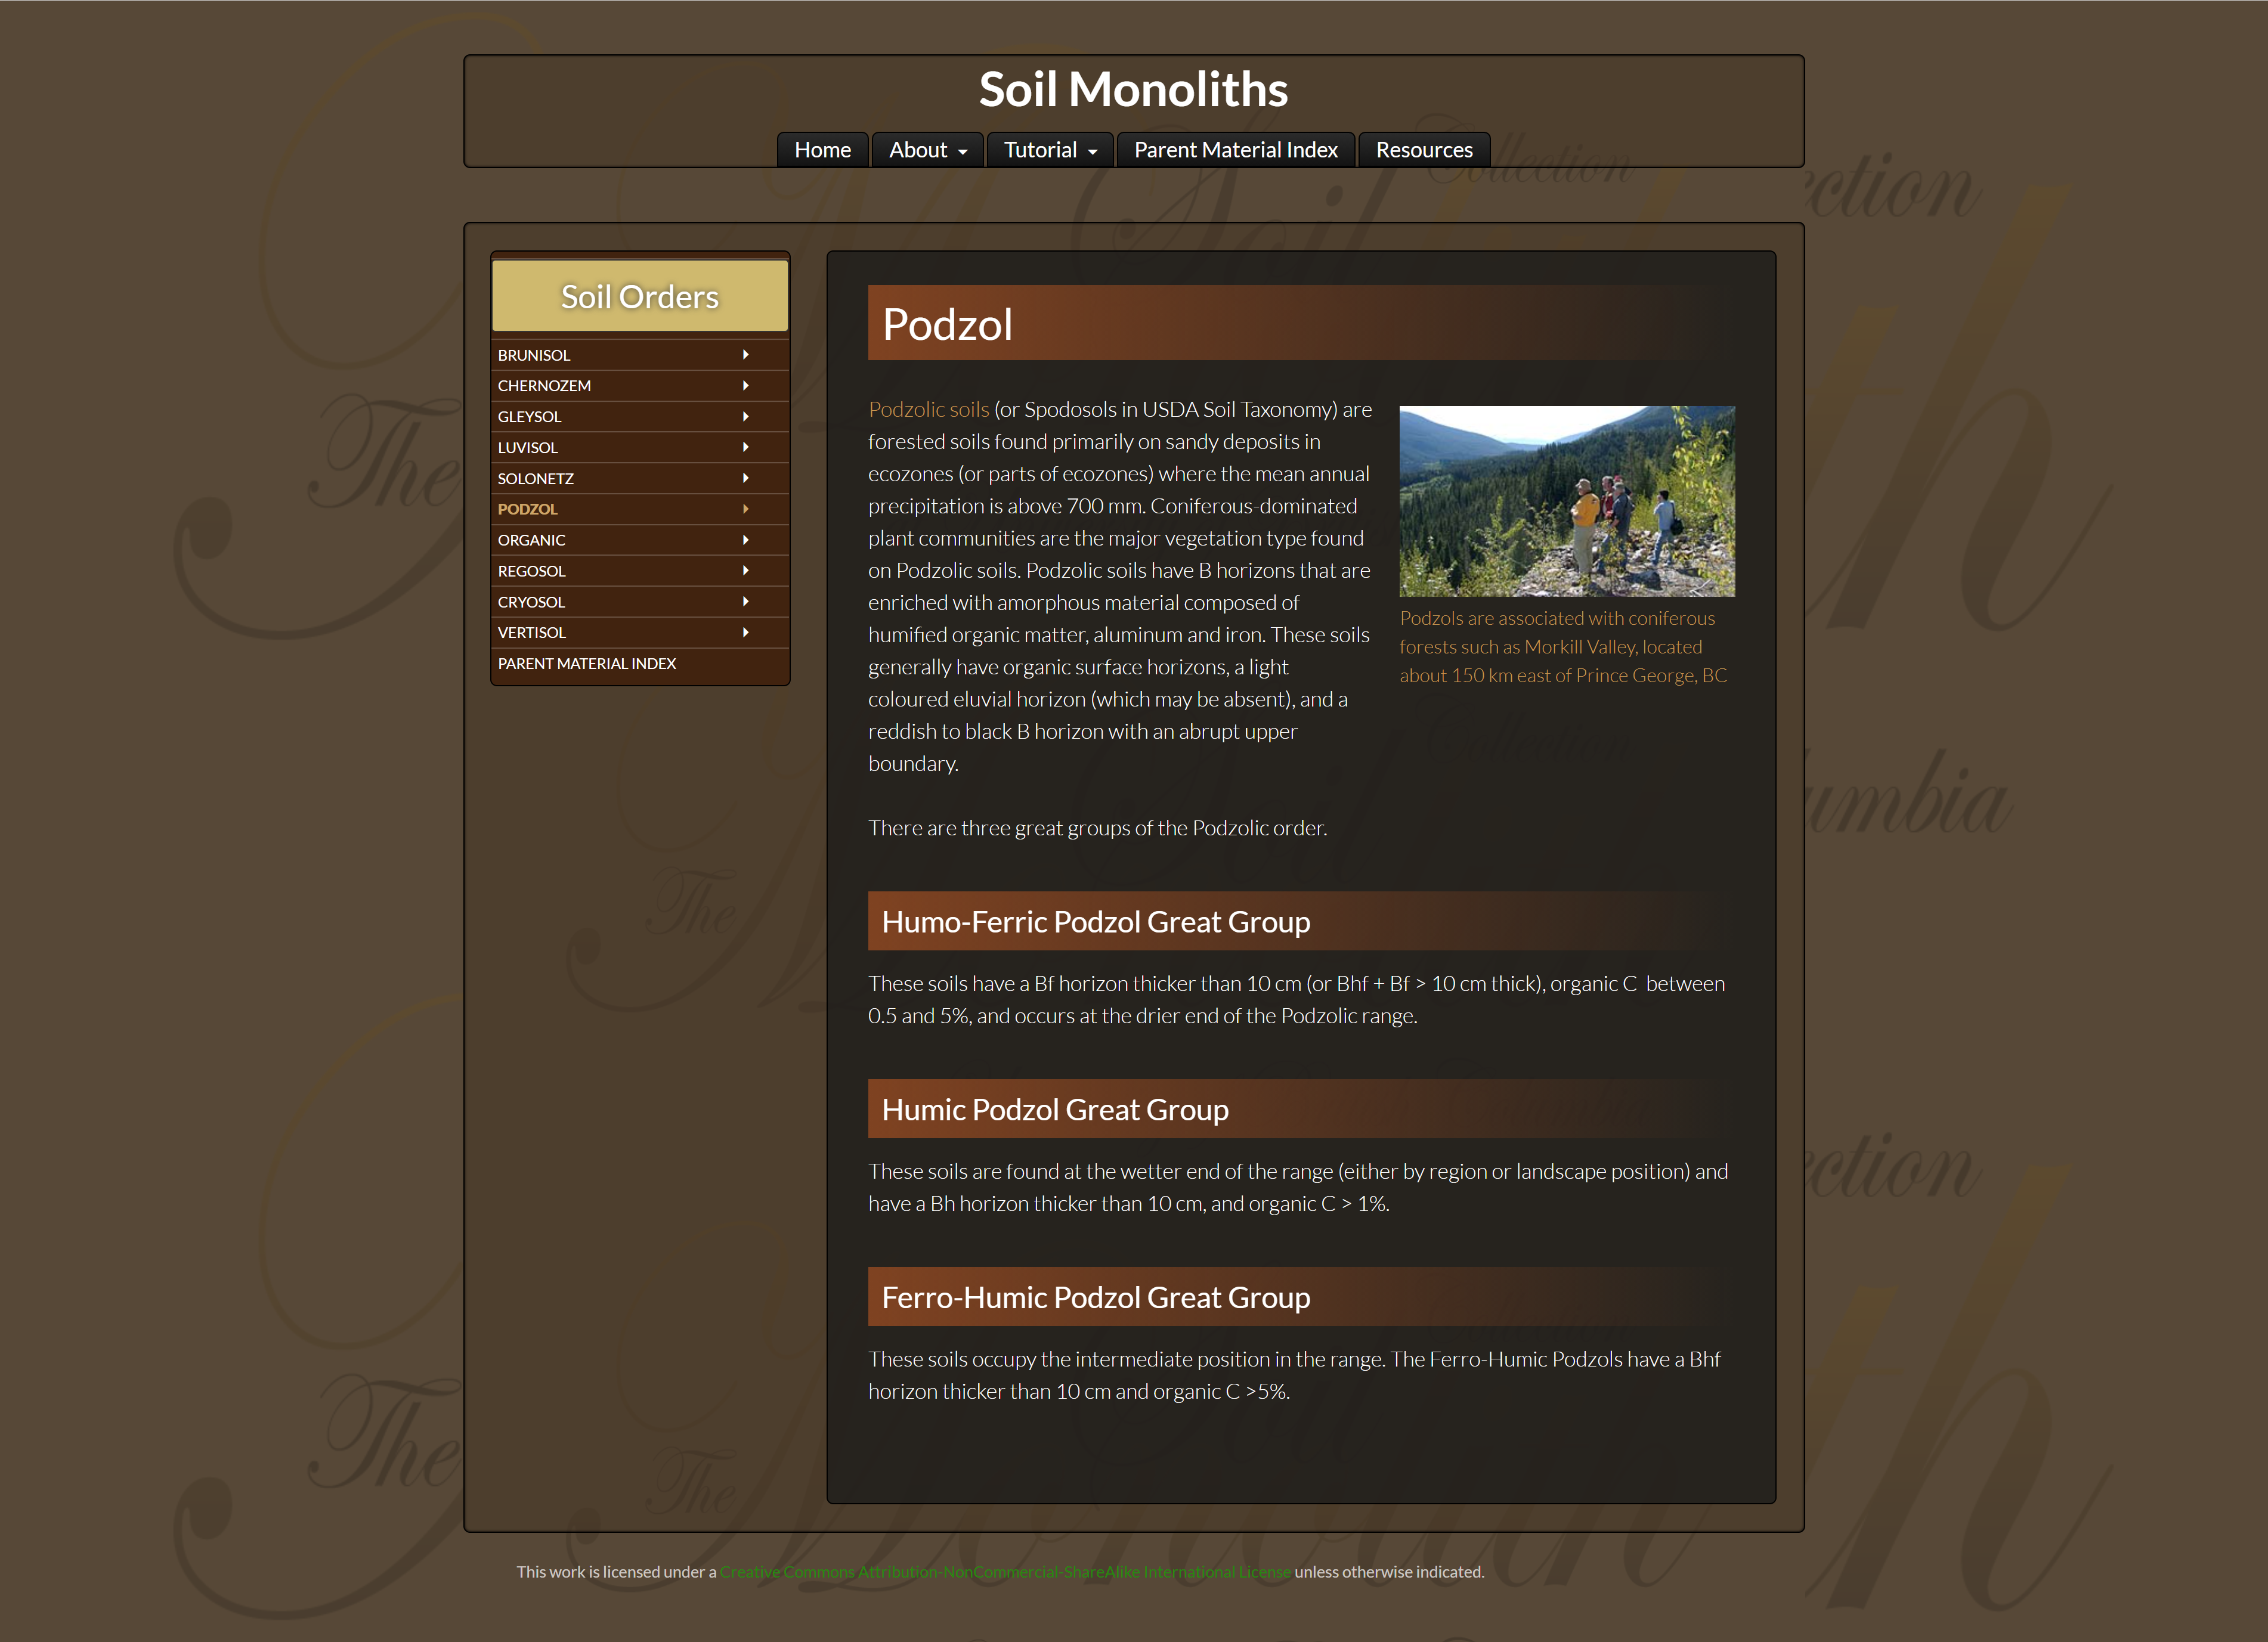 Soil Monoliths
Home
About
Tutorial
Parent Material Index
Resources
Soil Orders
BRUNISOL
CHERNOZEM
GLEYSOL
LUVISOL
SOLONETZ
PODZOL
ORGANIC
REGOSOL
CRYOSOL
VERTISOL
PARENT MATERIAL INDEX
Podzol
Podzolic soils (or Spodosols in USDA Soil Taxonomy) are
forested soils found primarily on sandy deposits in
ecozones (or parts of ecozones) where the mean annual
precipitation is above 700 mm. Coniferous-dominated
plant communities are the major vegetation type found
on Podzolic soils. Podzolic soils have B horizons that are
enriched with amorphous material composed of
humified organic matter, aluminum and iron. These soils
generally have organic surface horizons, a light
coloured eluvial horizon (which may be absent), and a
reddish to black B horizon with an abrupt upper
boundary.
Podzols are associated with coniferous
forests such as Morkill Valley, located
about 150 km east of Prince George, BC
There are three great groups of the Podzolic order.
Humo-Ferric Podzol Great Group
These soils have a Bf horizon thicker than 10 cm (or Bhf + Bf > 10 cm thick), organic C  between
0.5 and 5%, and occurs at the drier end of the Podzolic range.
Humic Podzol Great Group
These soils are found at the wetter end of the range (either by region or landscape position) and
have a Bh horizon thicker than 10 cm, and organic C > 1%.
Ferro-Humic Podzol Great Group
These soils occupy the intermediate position in the range. The Ferro-Humic Podzols have a Bhf
horizon thicker than 10 cm and organic C >5%.
This work is licensed under a Creative Commons Attribution-NonCommercial-ShareAlike International License unless otherwise indicated.
The
Soil
Collection
The
The
The